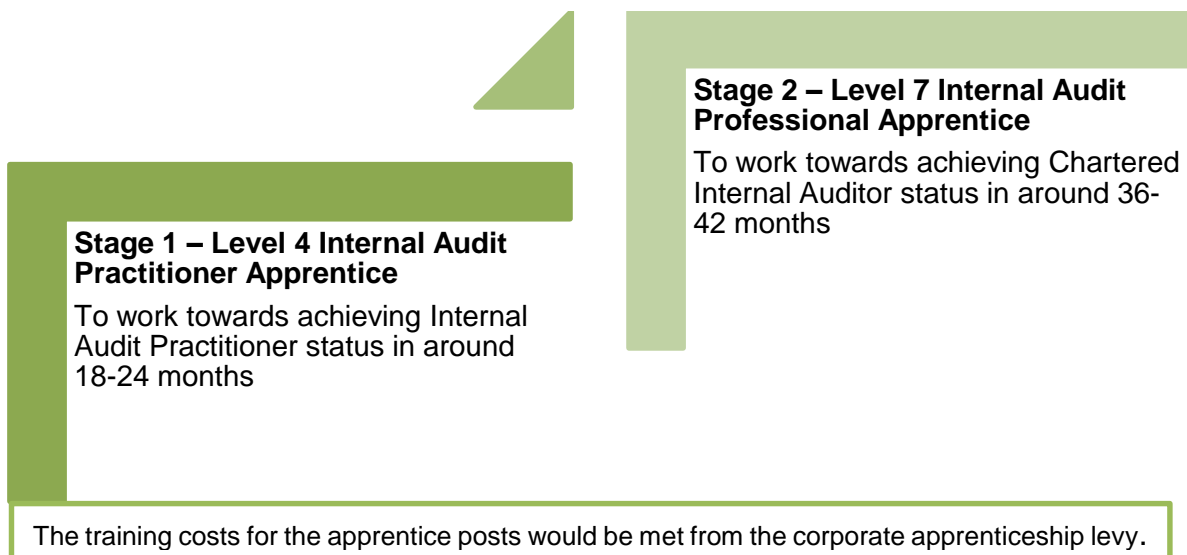 Stage 1 – Level 4 Internal Audit
Practitioner Apprentice
To work towards achieving Internal
Audit Practitioner status in around
18-24 months
Stage 2 – Level 7 Internal Audit
Professional Apprentice
To work towards achieving Chartered
Internal Auditor status in around 36-
42 months
The training costs for the apprentice posts would be met from the corporate apprenticeship levy.